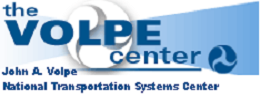 the
VOLPE
center
John A. Volpe
National Transportation Systems Center